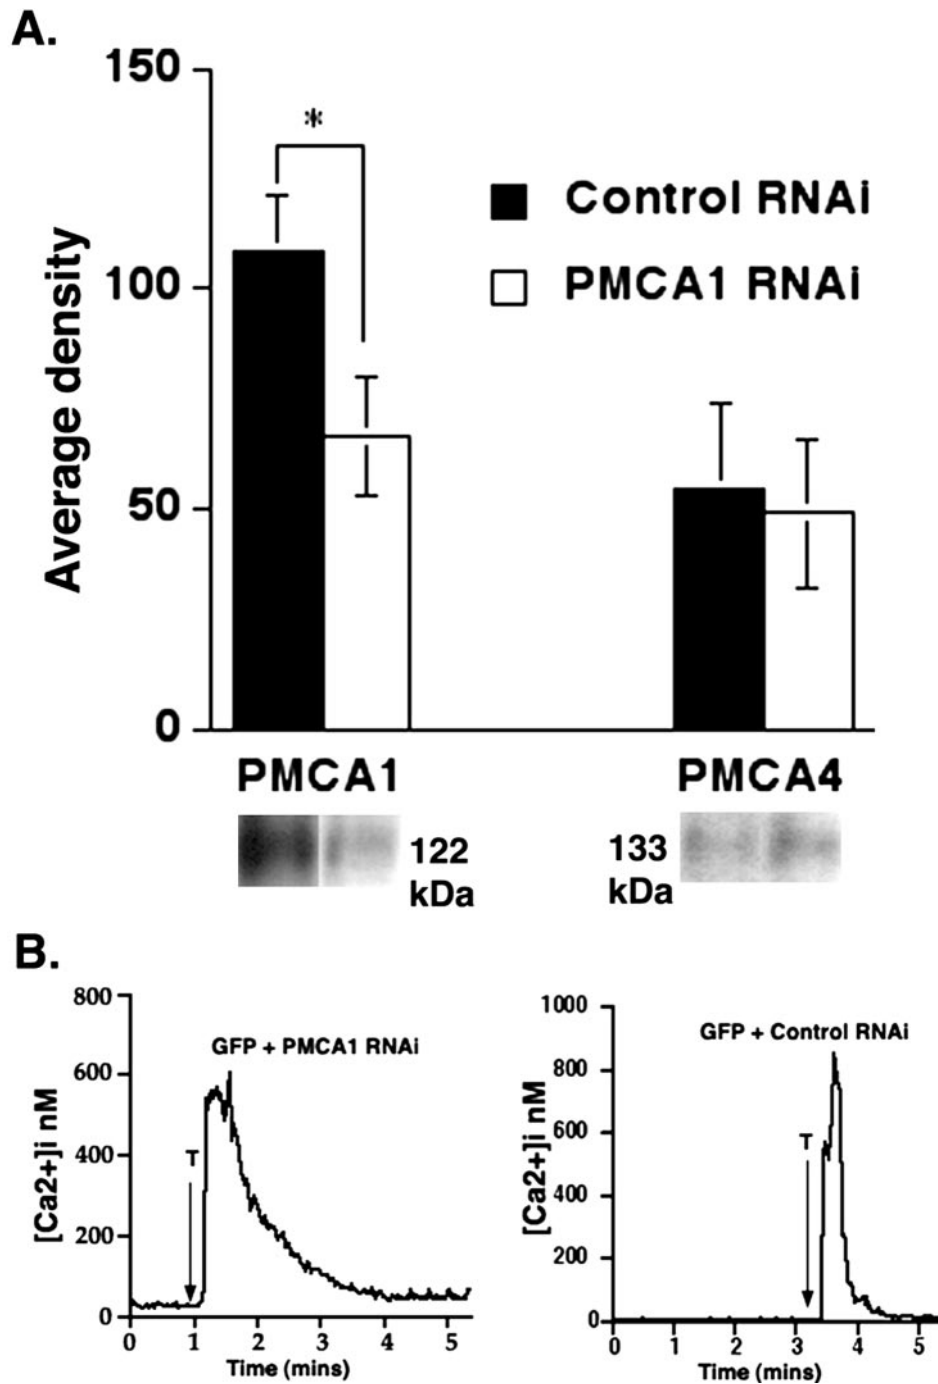 A.
150
100
50
0
Average density
*
Control RNAi
PMCA1 RNAi
PMCA1
PMCA4
122
kDa
133
kDa
B.
800
600
400
200
0
[Ca2+]i nM
GFP + PMCA1 RNAi
T
0 1 2 3 4 5
Time (mins)
1000
800
600
400
200
0
[Ca2+]i nM
GFP + Control RNAi
T
0 1 2 3 4 5
Time (mins)